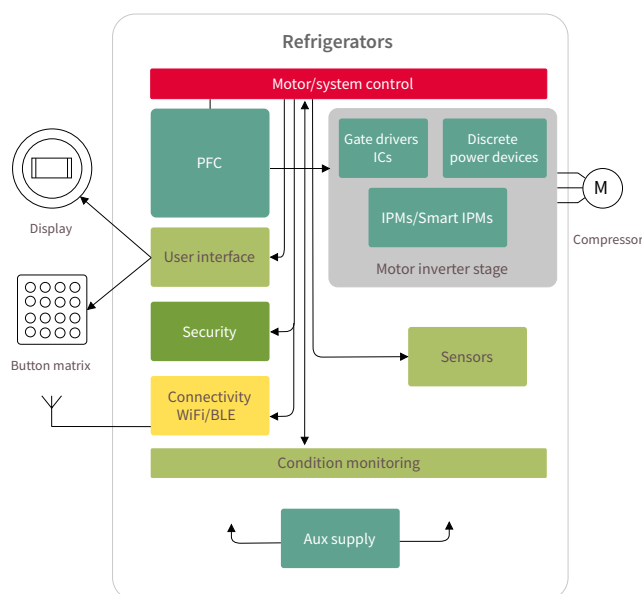 Refrigerators
Motor/system control
PFC
Gate drivers
ICs
Discrete
power devices
IPMs/Smart IPMs
Motor inverter stage
M
Compressor
Display
User interface
Button matrix
Security
Sensors
Connectivity
WiFi/BLE
Condition monitoring
Aux supply